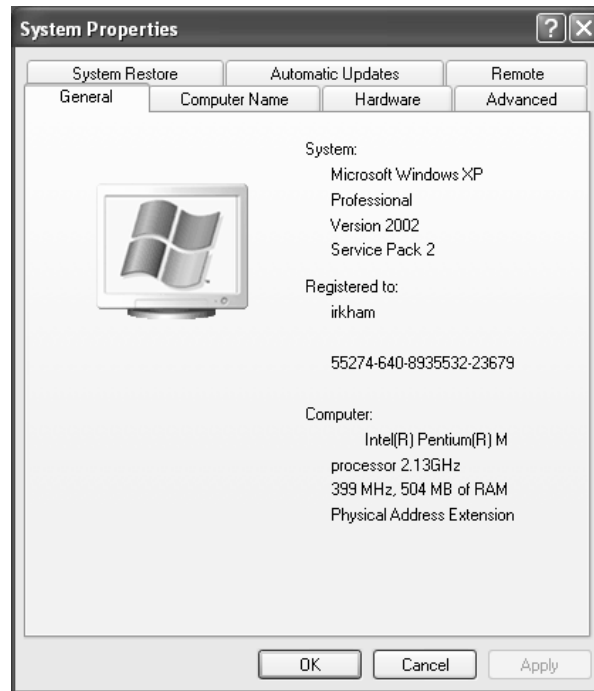 System Properties
System Restore
Automatic Updates
Remote
General
Computer Name
Hardware
Advanced
System:
Microsoft Windows XP
Professional
Version 2002
Service Pack 2
Registered to:
irkham
55274-640-8935532-23679
Computer:
Intel(R) Pentium(R) M
processor 2.13GHz
399 MHz, 504 MB of RAM
Physical Address Extension
OK
Cancel
Apply